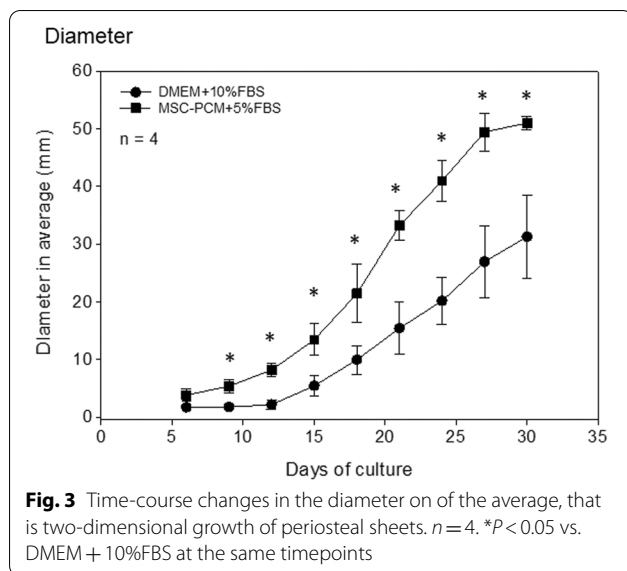 Diameter
60
50
40
30
20
10
0
DIameter in average (mm)
DMEM+10%FBS
MSC-PCM+5%FBS
n = 4
* * * * * * * *
0 5 10 15 20 25 30 35
Days of culture
Fig. 3 Time-course changes in the diameter on of the average, that
is two-dimensional growth of periosteal sheets. n = 4. *P < 0.05 vs.
DMEM + 10%FBS at the same timepoints